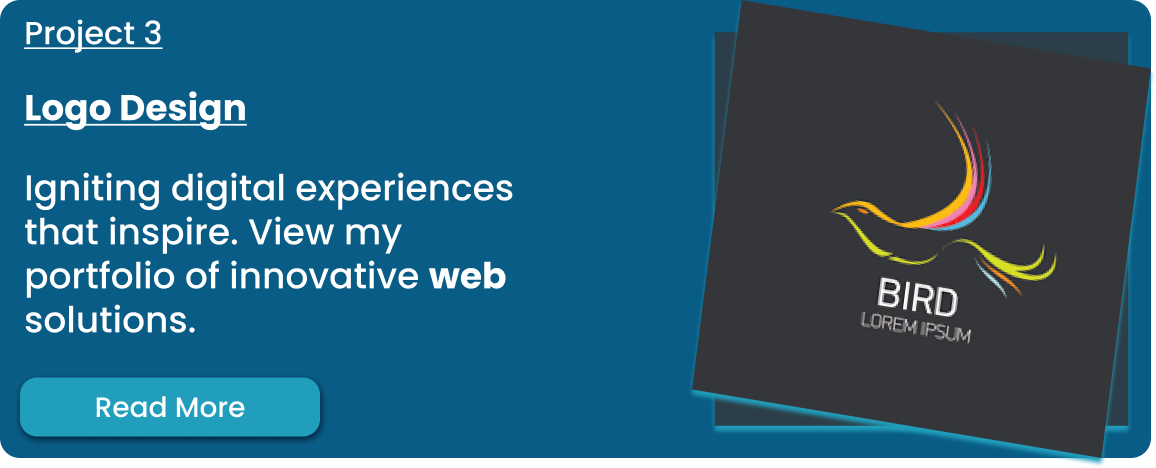 Project 3
Logo Design
Igniting digital experiences
that inspire. View my
portfolio of innovative web
solutions.
Read More
BIRD
LOREM IPSUM